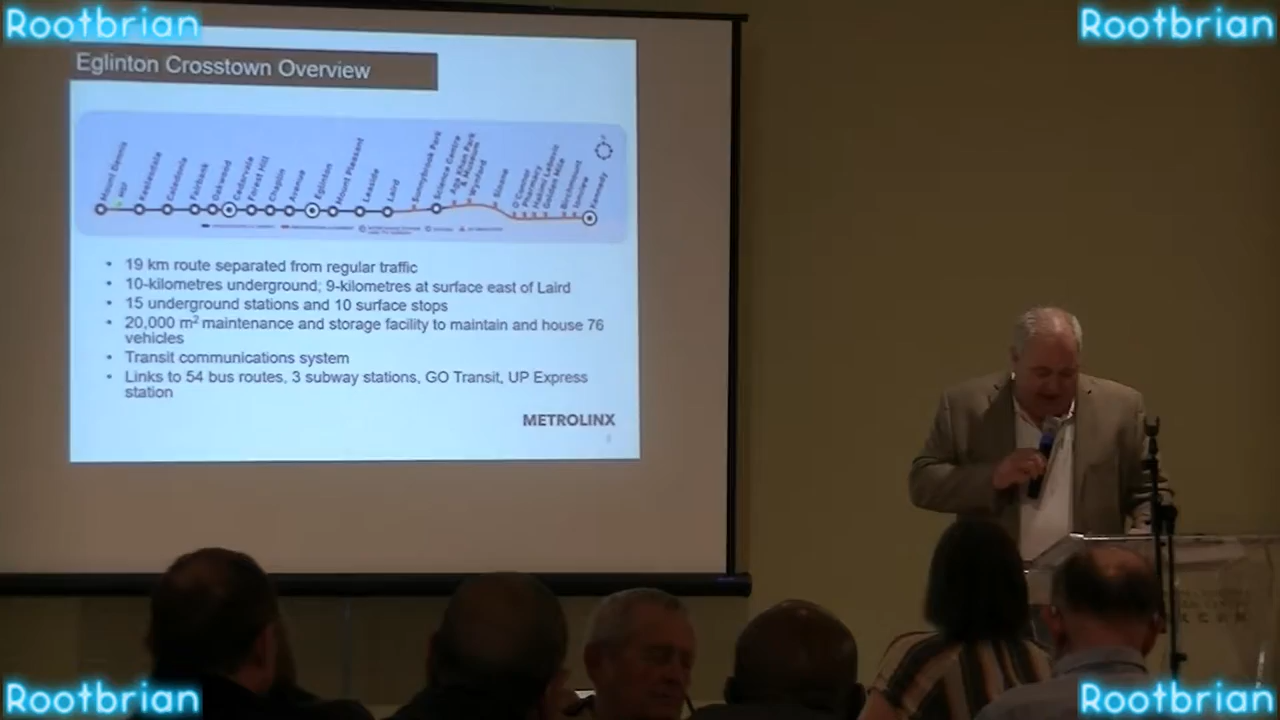 Rootbrian
Rootbrian
Eglinton Crosstown Overview
Mount Dennis
Keelesdale
Caledonia
Fairbank
Oakwood
Cedarvale
Forest Hill
Chaplin
Avenue
Eglinton
Mount Pleasant
Leaside
Laird
Sunnybrook Park
Science Centre
Aga Khan Park
& Museum
Wynford
Sloane
O'Connor
Pharmacy
Hakimi Lebovic
Golden Mile
Birchmount
Ionview
Kennedy
• 19 km route separated from regular traffic
• 10-kilometres underground; 9-kilometres at surface east of Laird
• 15 underground stations and 10 surface stops
• 20,000 m² maintenance and storage facility to maintain and house 76
vehicles
• Transit communications system
• Links to 54 bus routes, 3 subway stations, GO Transit, UP Express
station
METROLINX
Rootbrian
Rootbrian